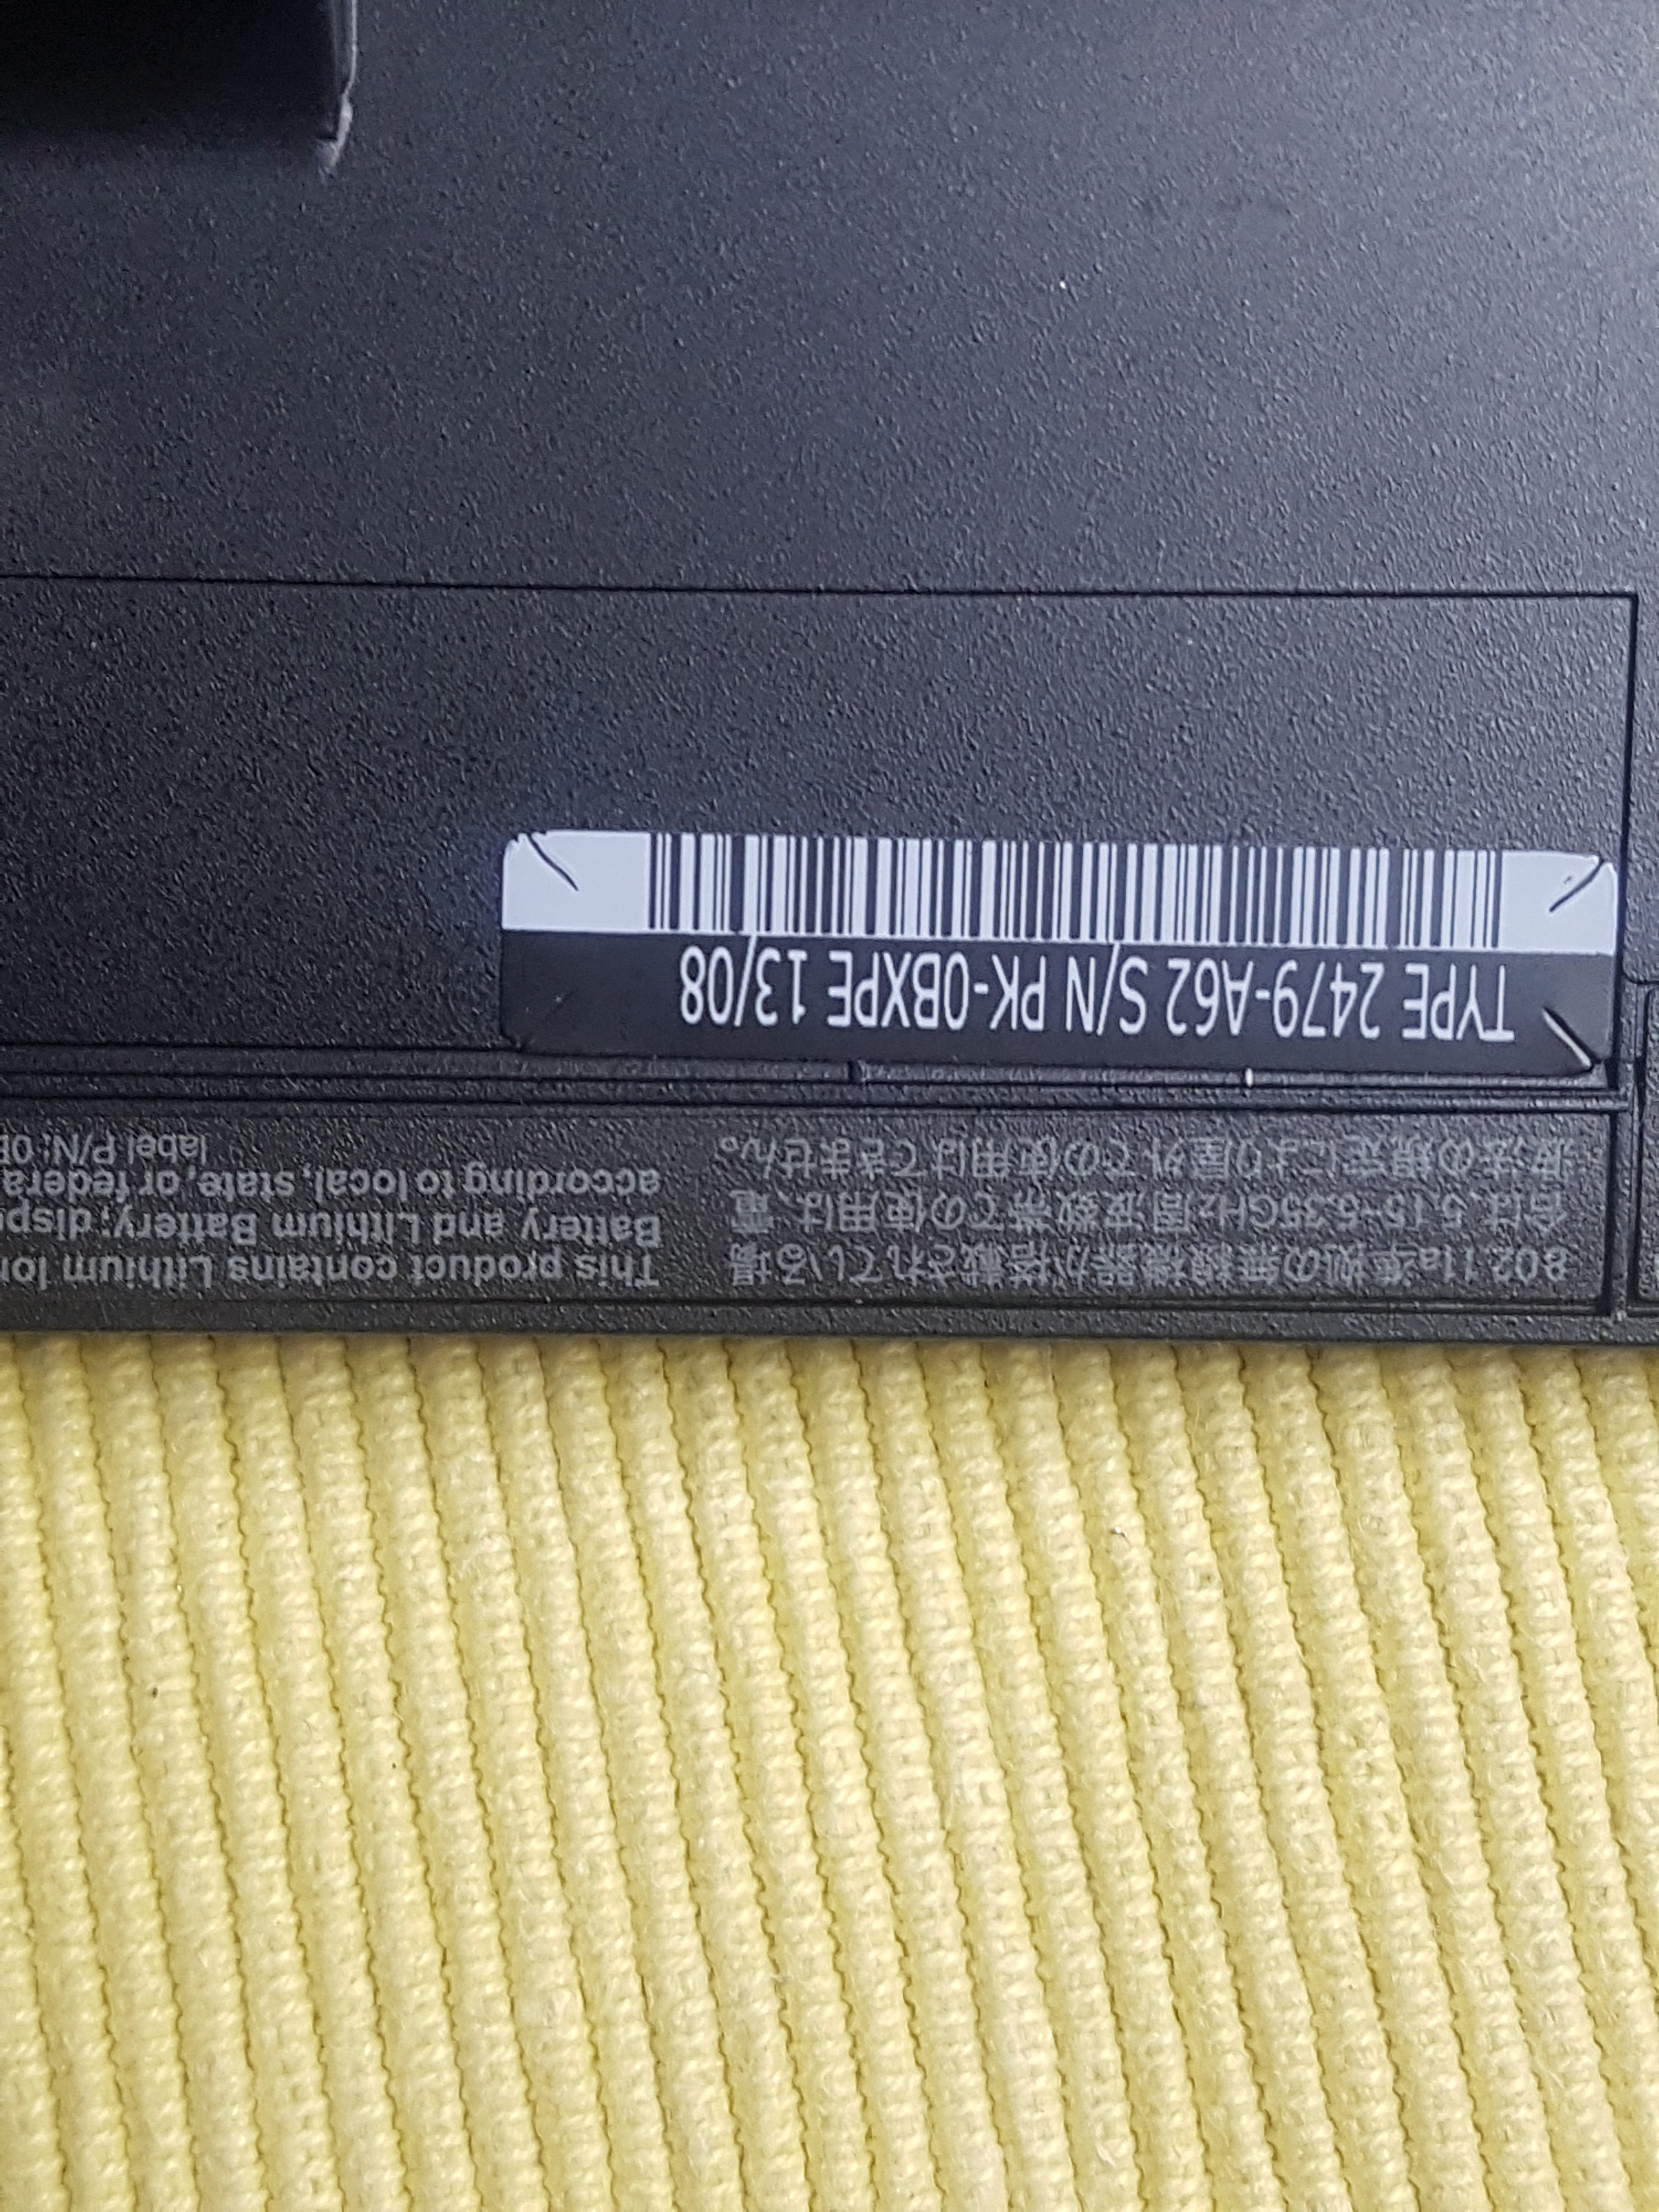 TYPE 2479-A62 S/N PK-0BXPE 13/08
802.11a準拠の無線機器が搭載されている場
合は、5.15-5.35GHz周波数帯での使用は、電
波法の規定により屋外での使用はできません。
This product contains Lithium Ion
Battery and Lithium Battery; disp
according to local, state, or federa
label P/N: 0